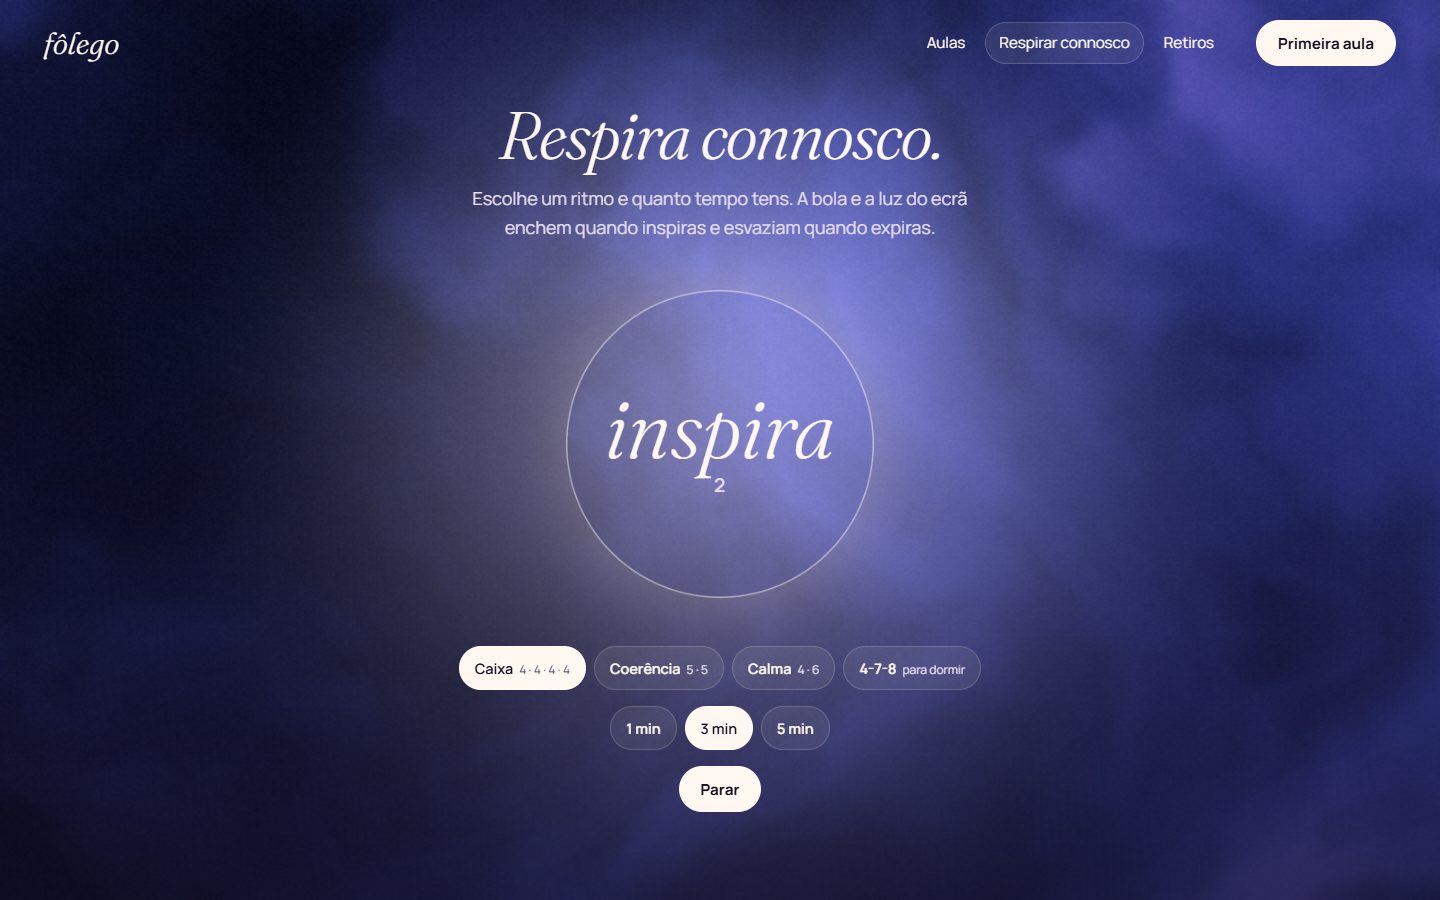 fôlego
Aulas Respirar connosco Retiros Primeira aula
Respira connosco.
Escolhe um ritmo e quanto tempo tens. A bola e a luz do ecrã
enchem quando inspiras e esvaziam quando expiras.
inspira
2
Caixa 4 · 4 · 4 · 4 Coerência 5 · 5 Calma 4 · 6 4-7-8 para dormir
1 min 3 min 5 min
Parar